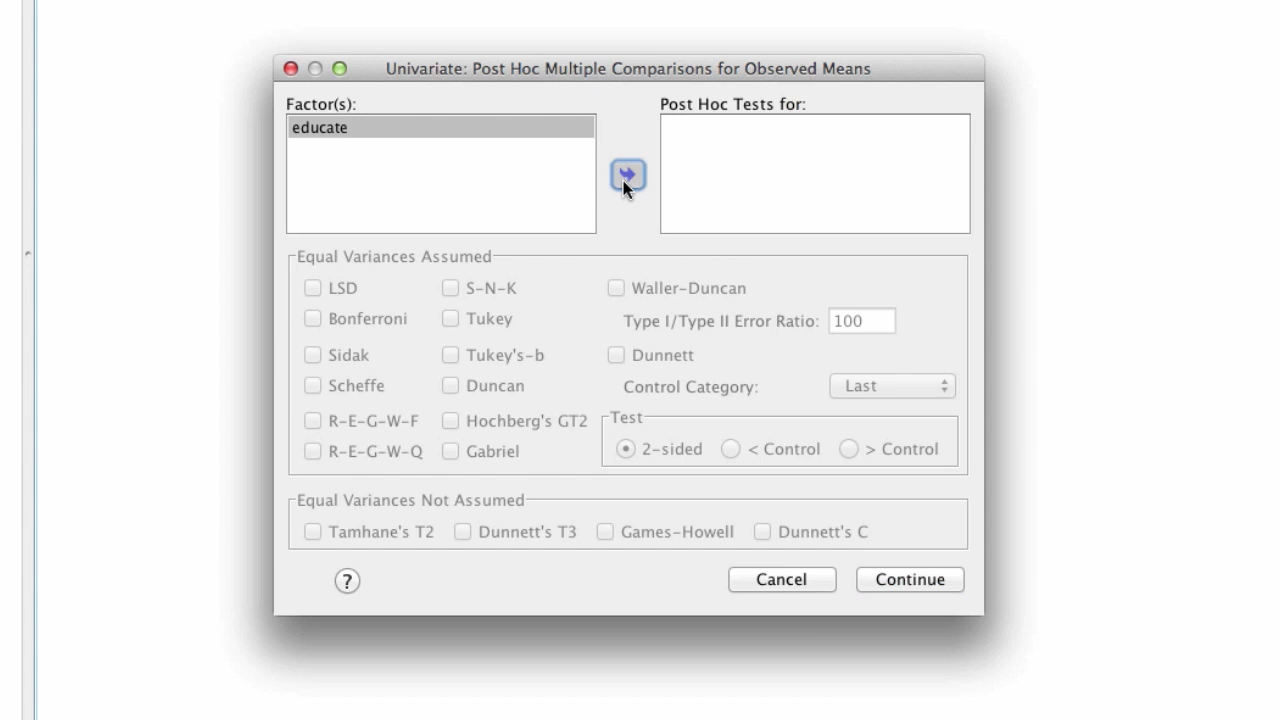 Univariate: Post Hoc Multiple Comparisons for Observed Means
Factor(s):
Post Hoc Tests for:
educate
Equal Variances Assumed
LSD
S-N-K
Waller-Duncan
Bonferroni
Tukey
Type I/Type II Error Ratio: 100
Sidak
Tukey's-b
Dunnett
Scheffe
Duncan
Control Category: Last
R-E-G-W-F
Hochberg's GT2
Test
R-E-G-W-Q
Gabriel
2-sided
< Control
> Control
Equal Variances Not Assumed
Tamhane's T2
Dunnett's T3
Games-Howell
Dunnett's C
?
Cancel
Continue